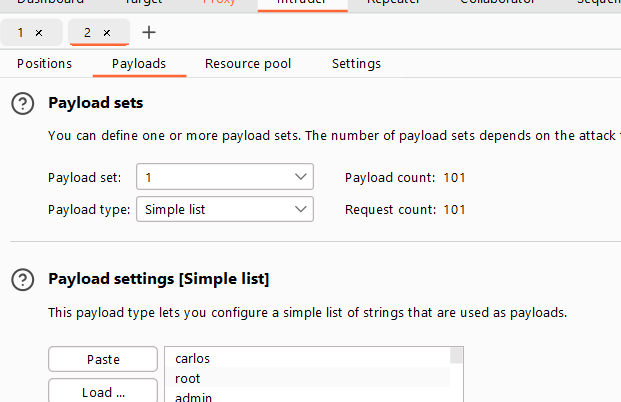 Dashboard Target Proxy Intruder Repeater Collaborator
1 × 2 × +
Positions Payloads Resource pool Settings
? Payload sets
You can define one or more payload sets. The number of payload sets depends on the attack
Payload set: 1 Payload count: 101
Payload type: Simple list Request count: 101
? Payload settings [Simple list]
This payload type lets you configure a simple list of strings that are used as payloads.
Paste carlos
root
Load ... admin